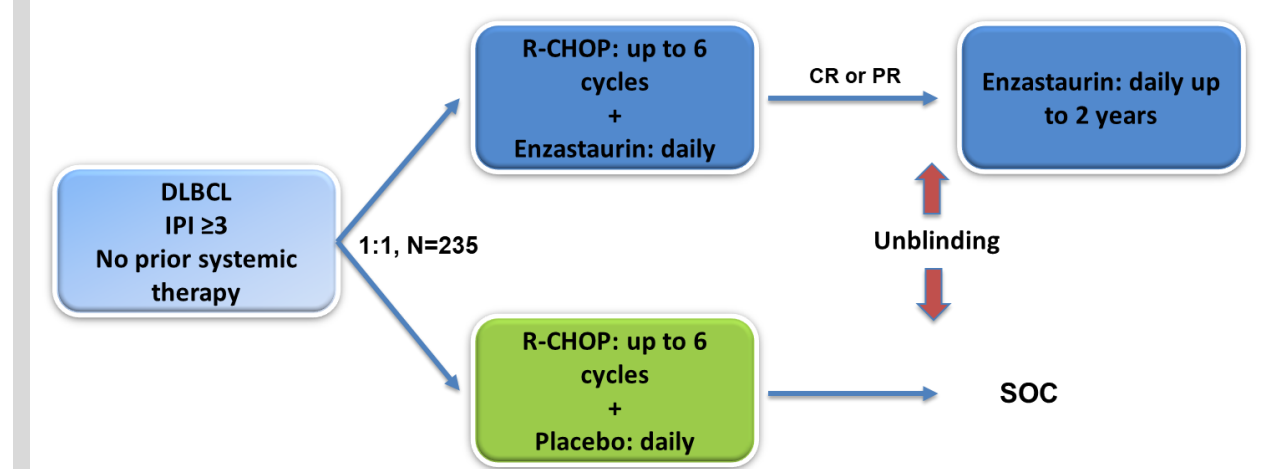 R-CHOP: up to 6
cycles
+
Enzastaurin: daily
CR or PR
Enzastaurin: daily up
to 2 years
DLBCL
IPI ≥3
No prior systemic
therapy
1:1, N=235
Unblinding
R-CHOP: up to 6
cycles
+
Placebo: daily
SOC